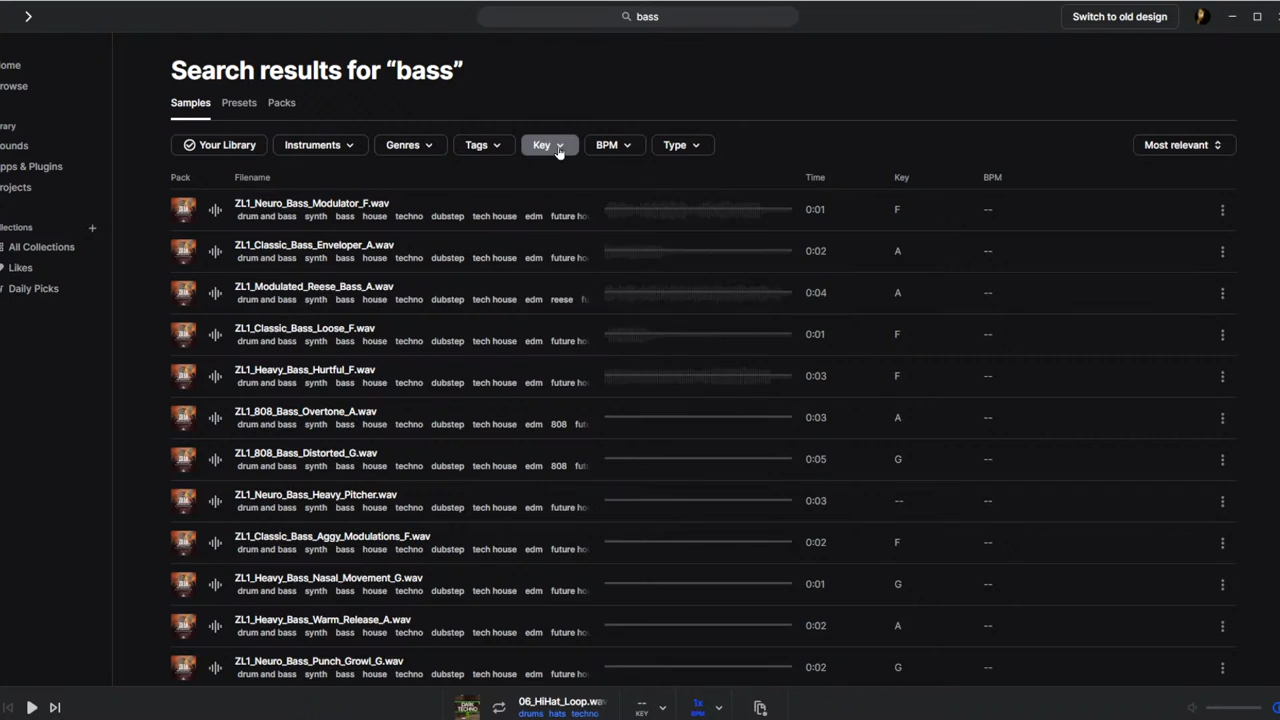 bass
Switch to old design
ome
rowse
rary
ounds
pps & Plugins
rojects
llections +
All Collections
Likes
Daily Picks
Search results for “bass”
Samples Presets Packs
Your Library Instruments Genres Tags Key BPM Type Most relevant
Pack Filename Time Key BPM
ZL1_Neuro_Bass_Modulator_F.wav
drum and bass synth bass house techno dubstep tech house edm future ho
0:01 F --
ZL1_Classic_Bass_Enveloper_A.wav
drum and bass synth bass house techno dubstep tech house edm future ho
0:02 A --
ZL1_Modulated_Reese_Bass_A.wav
drum and bass synth bass house techno dubstep tech house edm reese fu
0:04 A --
ZL1_Classic_Bass_Loose_F.wav
drum and bass synth bass house techno dubstep tech house edm future ho
0:01 F --
ZL1_Heavy_Bass_Hurtful_F.wav
drum and bass synth bass house techno dubstep tech house edm future ho
0:03 F --
ZL1_808_Bass_Overtone_A.wav
drum and bass synth bass house techno dubstep tech house edm 808 fut
0:03 A --
ZL1_808_Bass_Distorted_G.wav
drum and bass synth bass house techno dubstep tech house edm 808 fut
0:05 G --
ZL1_Neuro_Bass_Heavy_Pitcher.wav
drum and bass synth bass house techno dubstep tech house edm future ho
0:03 -- --
ZL1_Classic_Bass_Aggy_Modulations_F.wav
drum and bass synth bass house techno dubstep tech house edm future ho
0:02 F --
ZL1_Heavy_Bass_Nasal_Movement_G.wav
drum and bass synth bass house techno dubstep tech house edm future ho
0:01 G --
ZL1_Heavy_Bass_Warm_Release_A.wav
drum and bass synth bass house techno dubstep tech house edm future ho
0:02 A --
ZL1_Neuro_Bass_Punch_Growl_G.wav
drum and bass synth bass house techno dubstep tech house edm future ho
0:02 G --
06_HiHat_Loop.wav
drums hats techno
-- KEY
1x BPM